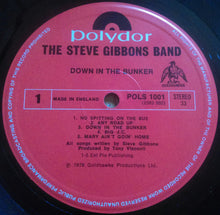 polydor
THE STEVE GIBBONS BAND
DOWN IN THE BUNKER
1
MADE IN ENGLAND
POLS 1001
STEREO
33
1. NO SPITTING ON THE BUS
2. ANY ROAD UP
3. DOWN IN THE BUNKER
4. BIG J.C.
5. MARY AIN'T GOIN' HOME
All songs written by Steve Gibbons
Produced by Tony Visconti
℗ 1978 Goldhawke Productions Ltd.